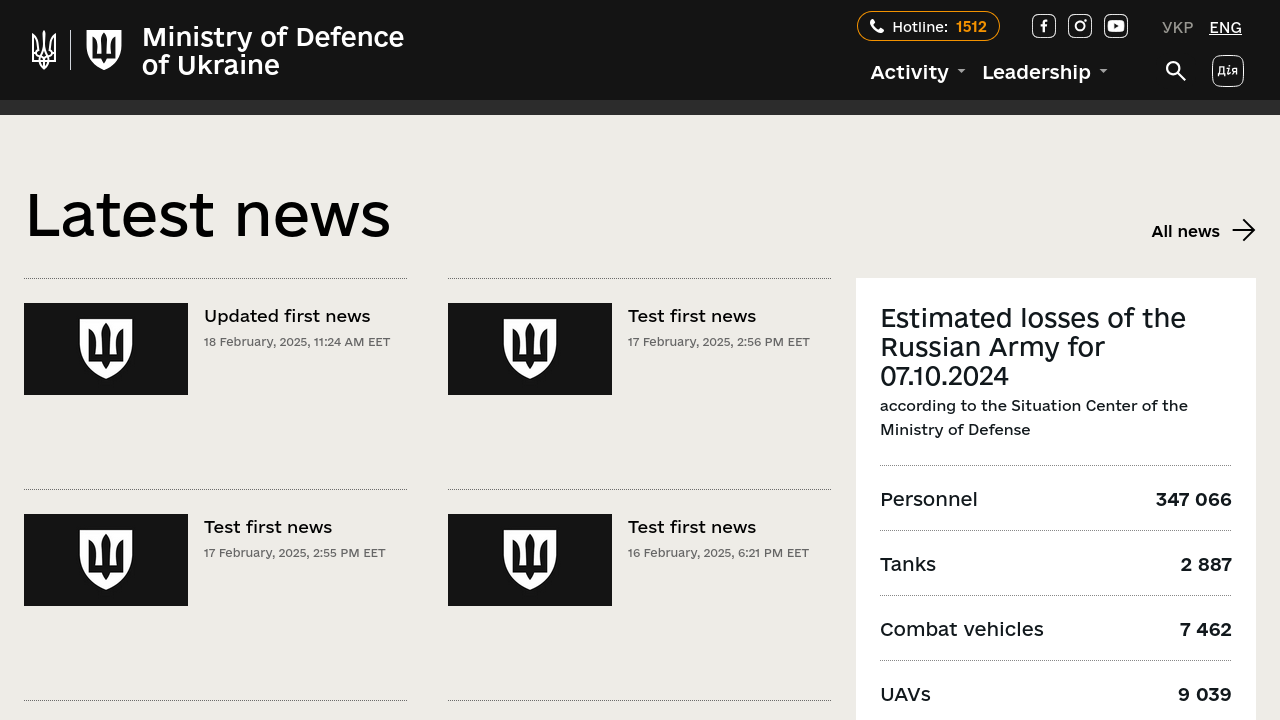 Ministry of Defence
of Ukraine
Hotline: 1512
УКР ENG
Activity Leadership
Дія
Latest news
All news
Updated first news
18 February, 2025, 11:24 AM EET
Test first news
17 February, 2025, 2:56 PM EET
Test first news
17 February, 2025, 2:55 PM EET
Test first news
16 February, 2025, 6:21 PM EET
Estimated losses of the
Russian Army for
07.10.2024
according to the Situation Center of the
Ministry of Defense
Personnel 347 066
Tanks 2 887
Combat vehicles 7 462
UAVs 9 039